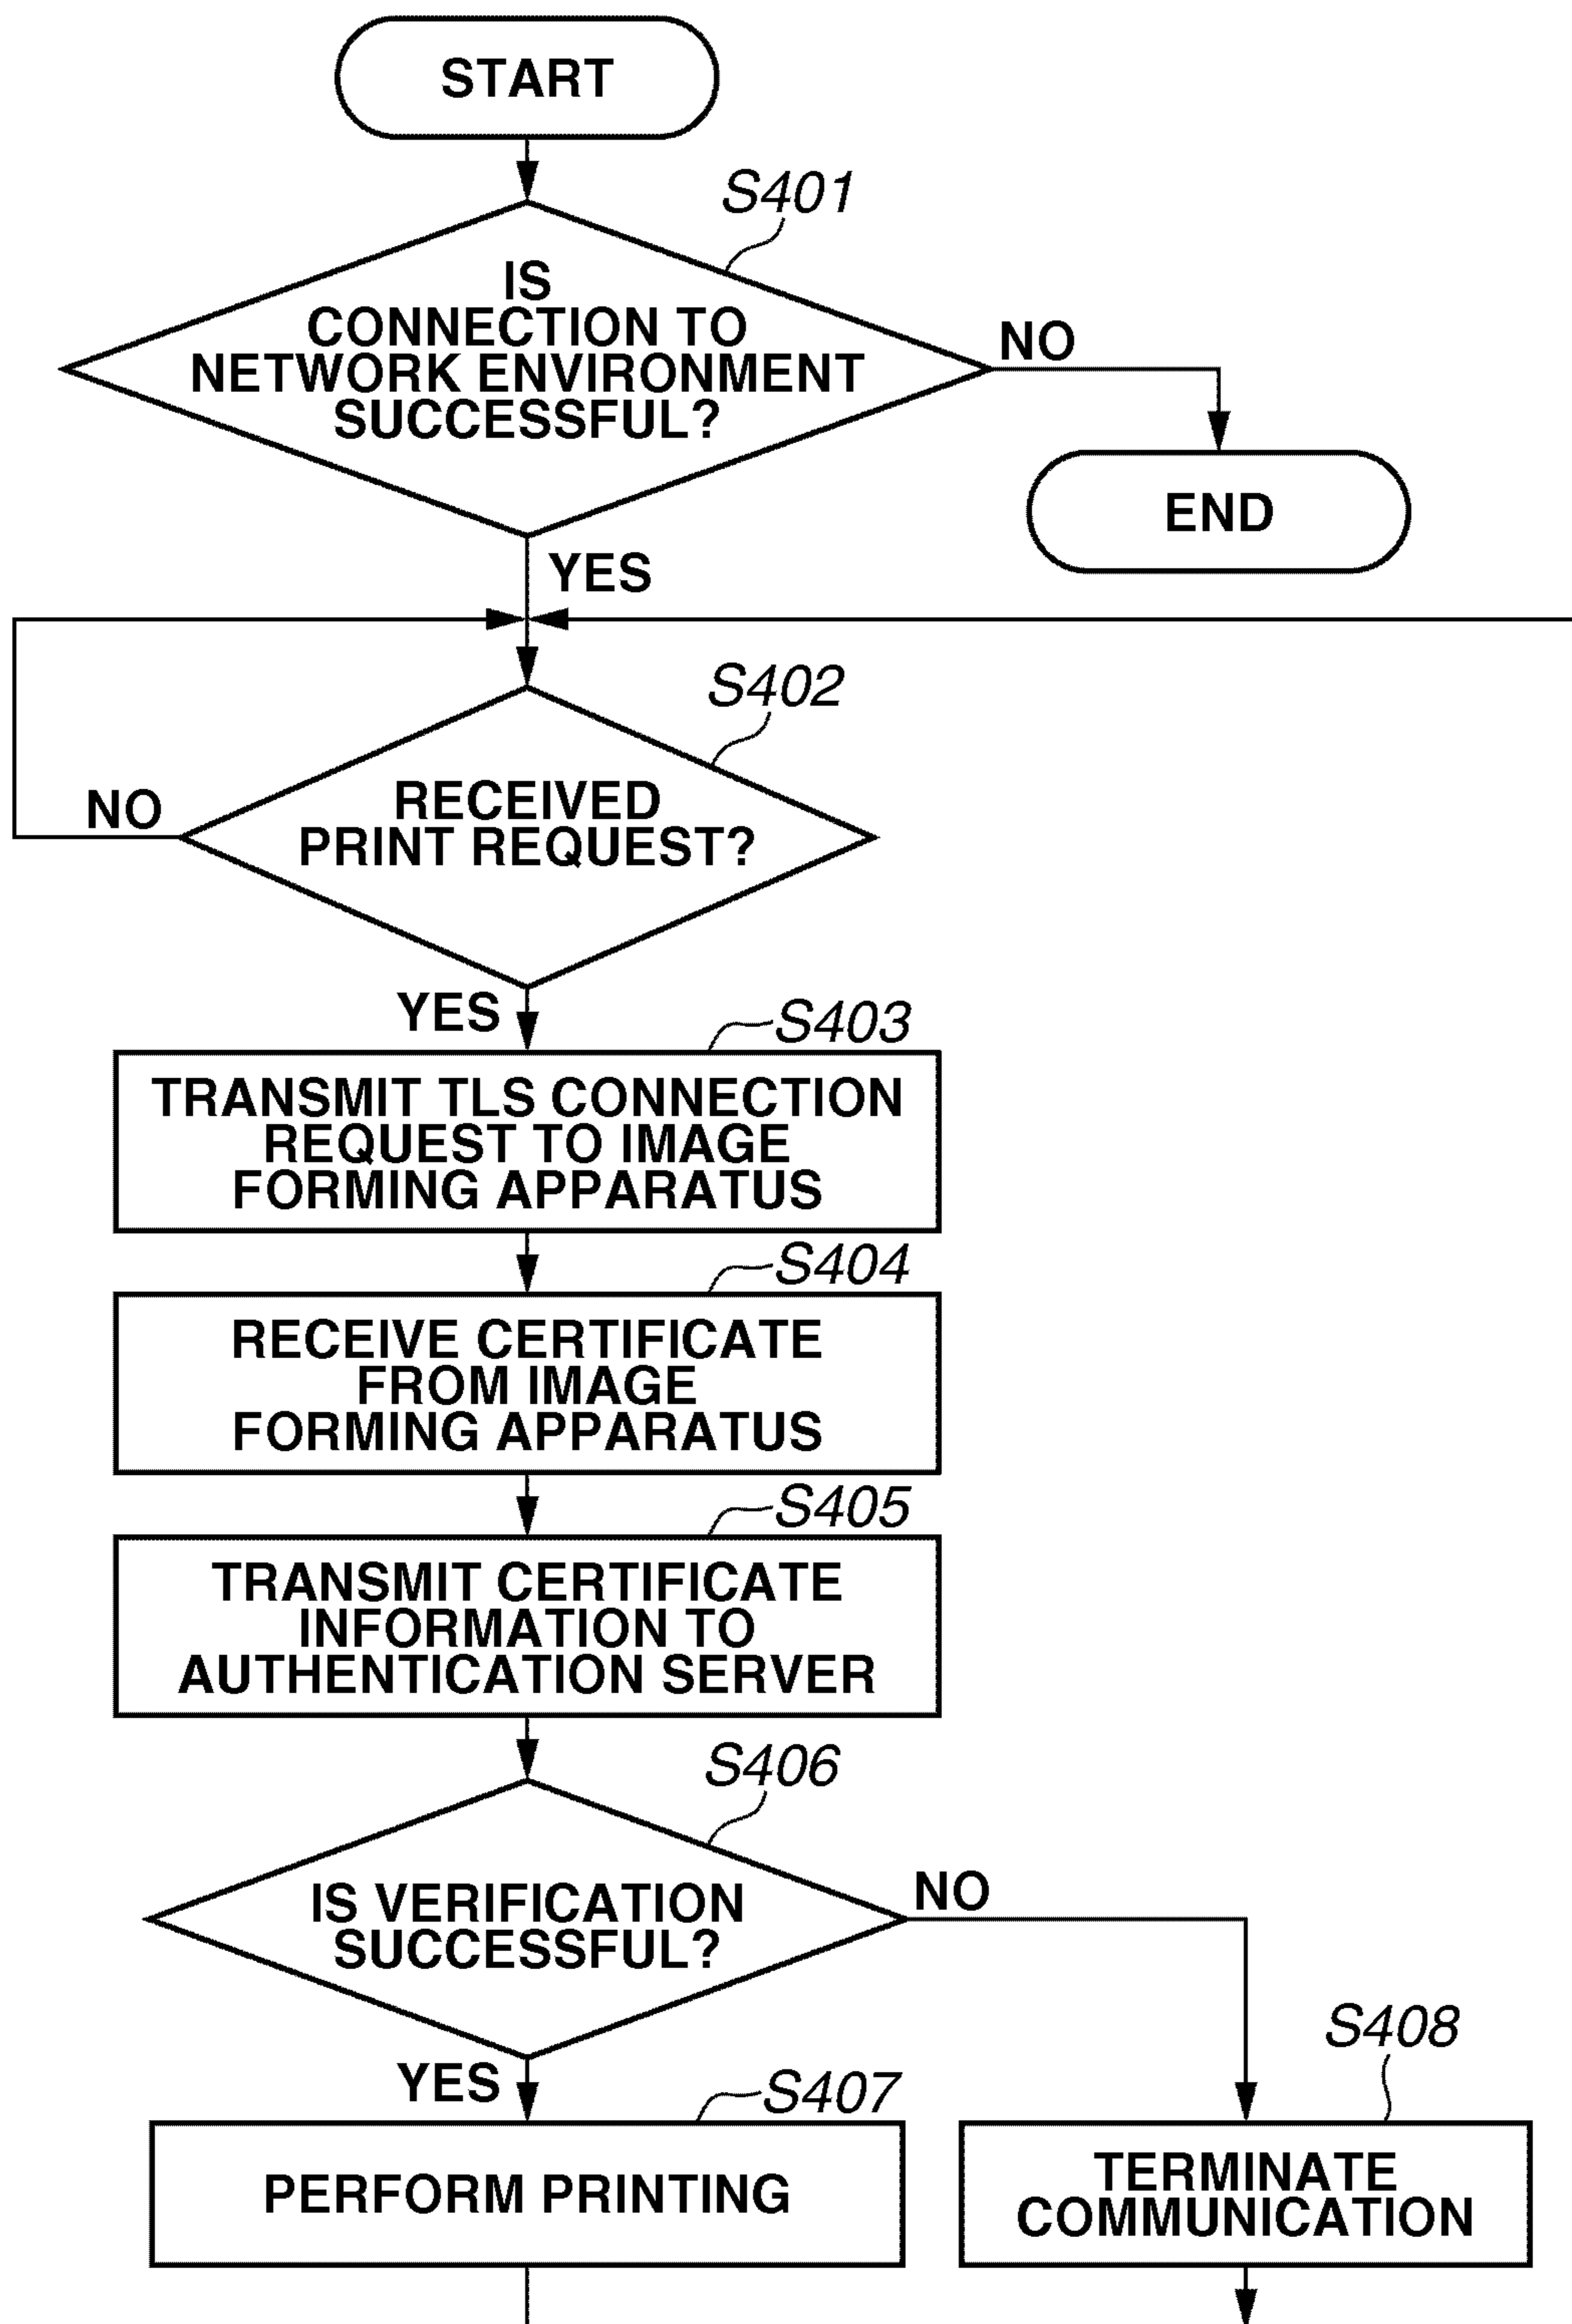 START
S401
IS
CONNECTION TO
NETWORK ENVIRONMENT
SUCCESSFUL?
NO
END
YES
S402
RECEIVED
PRINT REQUEST?
NO
YES
S403
TRANSMIT TLS CONNECTION
REQUEST TO IMAGE
FORMING APPARATUS
S404
RECEIVE CERTIFICATE
FROM IMAGE
FORMING APPARATUS
S405
TRANSMIT CERTIFICATE
INFORMATION TO
AUTHENTICATION SERVER
S406
IS VERIFICATION
SUCCESSFUL?
NO
YES
S407
PERFORM PRINTING
S408
TERMINATE
COMMUNICATION